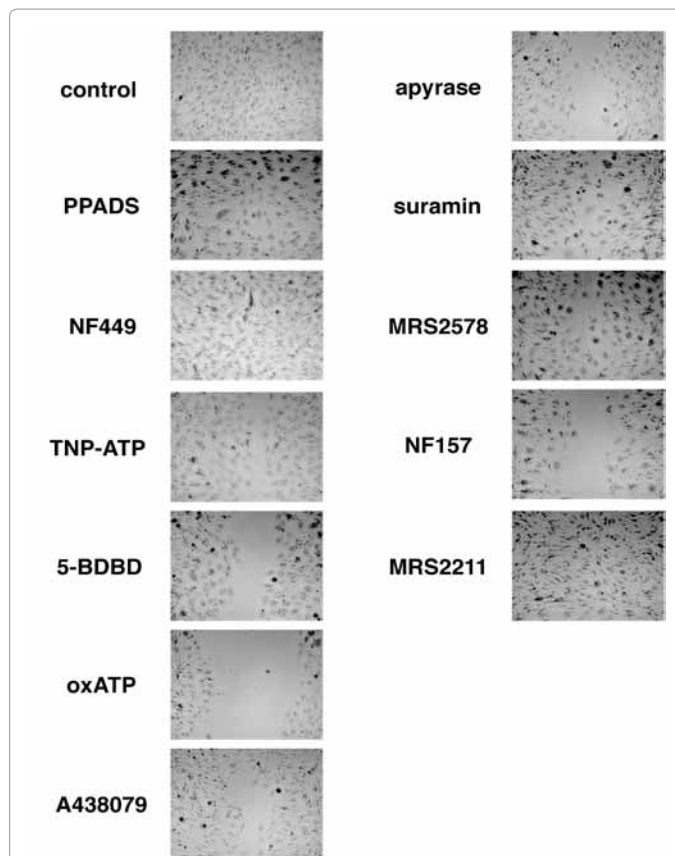 control
apyrase
PPADS
suramin
NF449
MRS2578
TNP-ATP
NF157
5-BDBD
MRS2211
oxATP
A438079